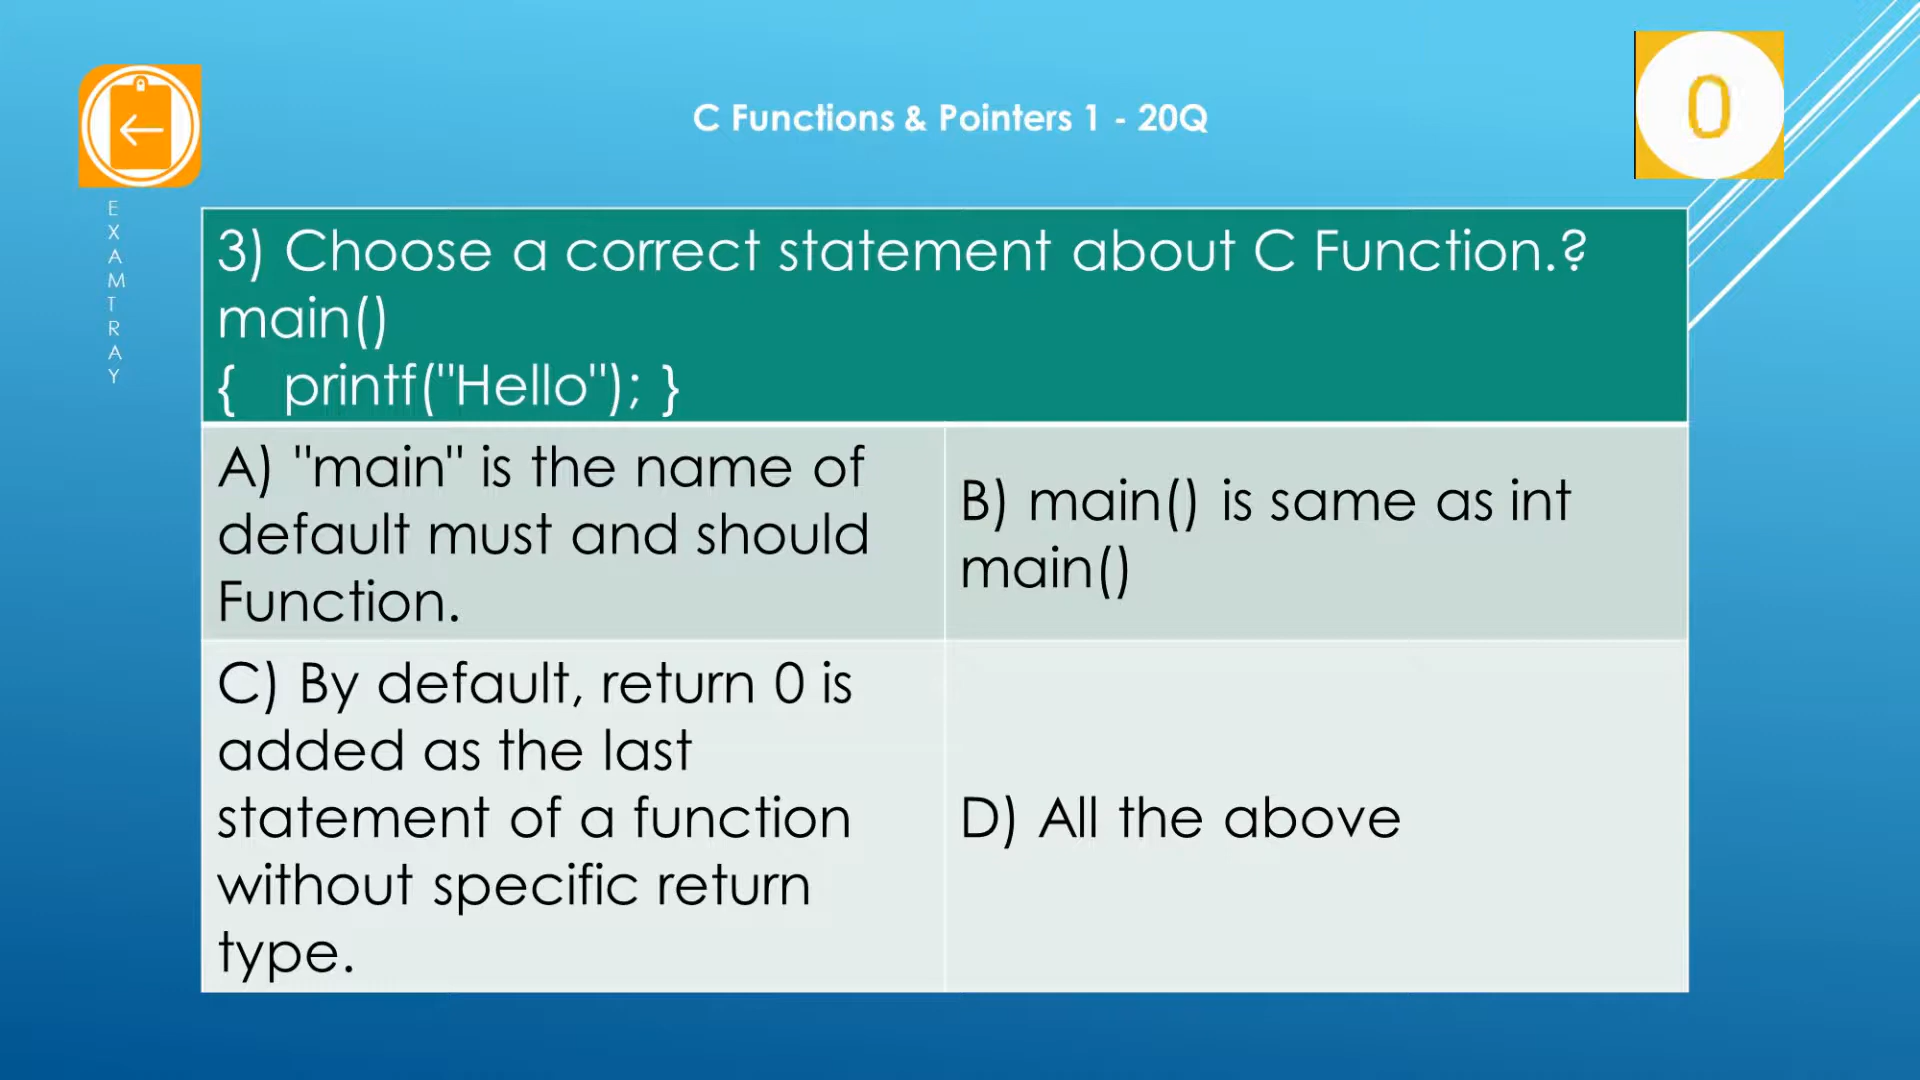 C Functions & Pointers 1 - 20Q
0
EXAMTRAY
3) Choose a correct statement about C Function.?
main()
{ printf("Hello"); }
A) "main" is the name of
default must and should
Function.
B) main() is same as int
main()
C) By default, return 0 is
added as the last
statement of a function
without specific return
type.
D) All the above